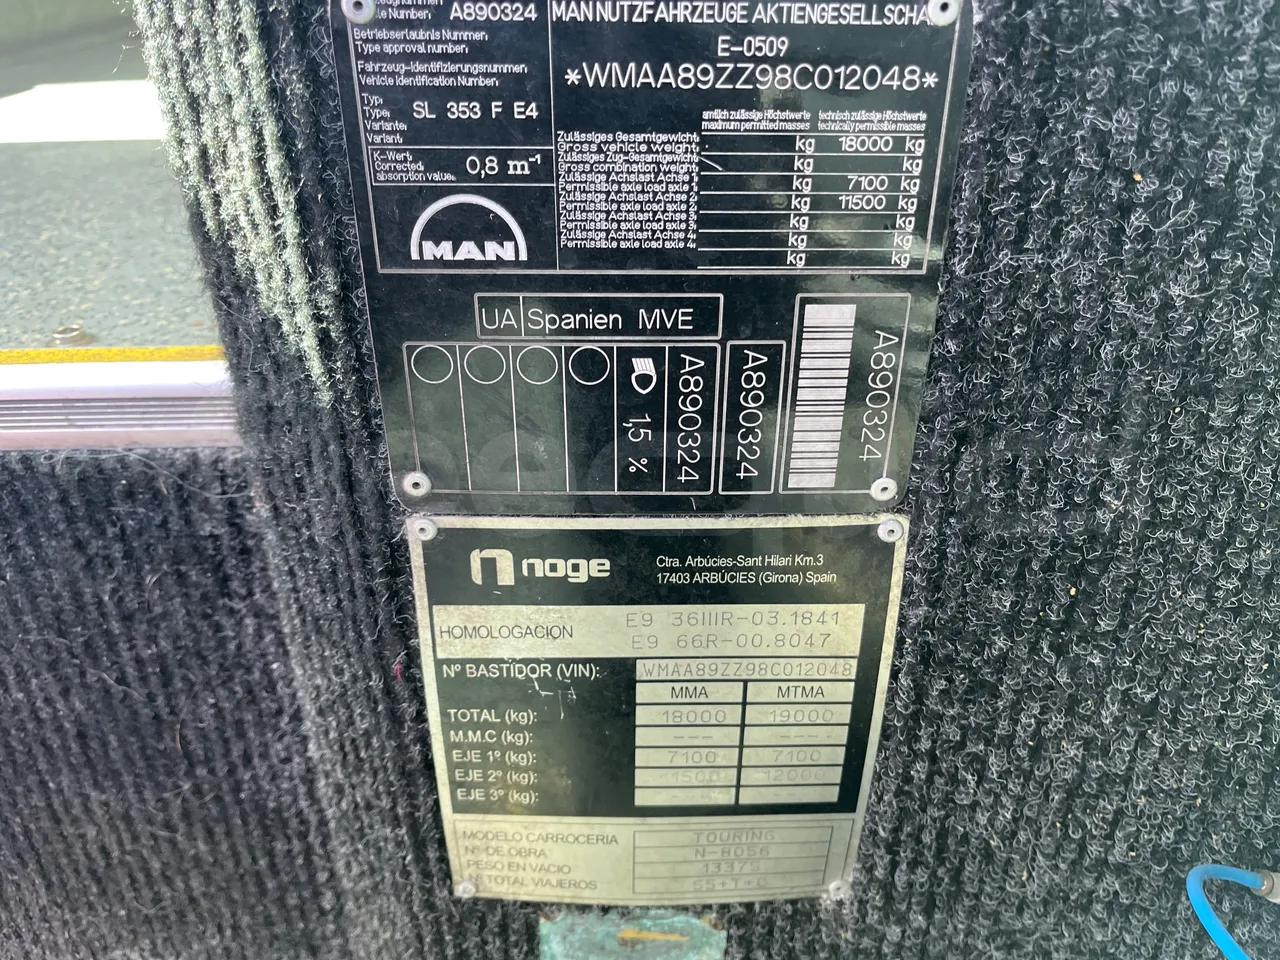 le Number: A890324
MAN NUTZFAHRZEUGE AKTIENGESELLSCHA
Betriebserlaubnis Nummer:
Type approval number:
E-0509
Fahrzeug-Identifizierungsnummer:
Vehicle Identification Number:
*WMAA89ZZ98C012048*
Typ:
Type: SL 353 F E4
Variante:
Variant:
K-Wert
Corrected
absorption value: 0,8 m-1
MAN
amtlich zulässige Höchstwerte technisch zulässige Höchstwerte
maximum permitted masses technically permissible masses
Zulässiges Gesamtgewicht:
Gross vehicle weight: kg 18000 kg
Zulässiges Zug-Gesamtgewicht:
Gross combination weight: kg kg
Zulässige Achslast Achse 1:
Permissible axle load axle 1: kg 7100 kg
Zulässige Achslast Achse 2:
Permissible axle load axle 2: kg 11500 kg
Zulässige Achslast Achse 3:
Permissible axle load axle 3: kg kg
Zulässige Achslast Achse 4:
Permissible axle load axle 4: kg kg
kg kg
UA Spanien MVE
1,5 %
A890324
A890324
A890324
noge
Ctra. Arbúcies-Sant Hilari Km.3
17403 ARBÚCIES (Girona) Spain
HOMOLOGACION
E9 36IIIR-03.1841
E9 66R-00.8047
Nº BASTIDOR (VIN): WMAA89ZZ98C012048
MMA MTMA
TOTAL (kg): 18000 19000
M.M.C (kg): --- ----
EJE 1º (kg): 7100 7100
EJE 2º (kg): 12000
EJE 3º (kg):
MODELO CARROCERIA TOURING
Nº DE OBRA N-8056
PESO EN VACIO 13375
Nº TOTAL VIAJEROS 55+1+C